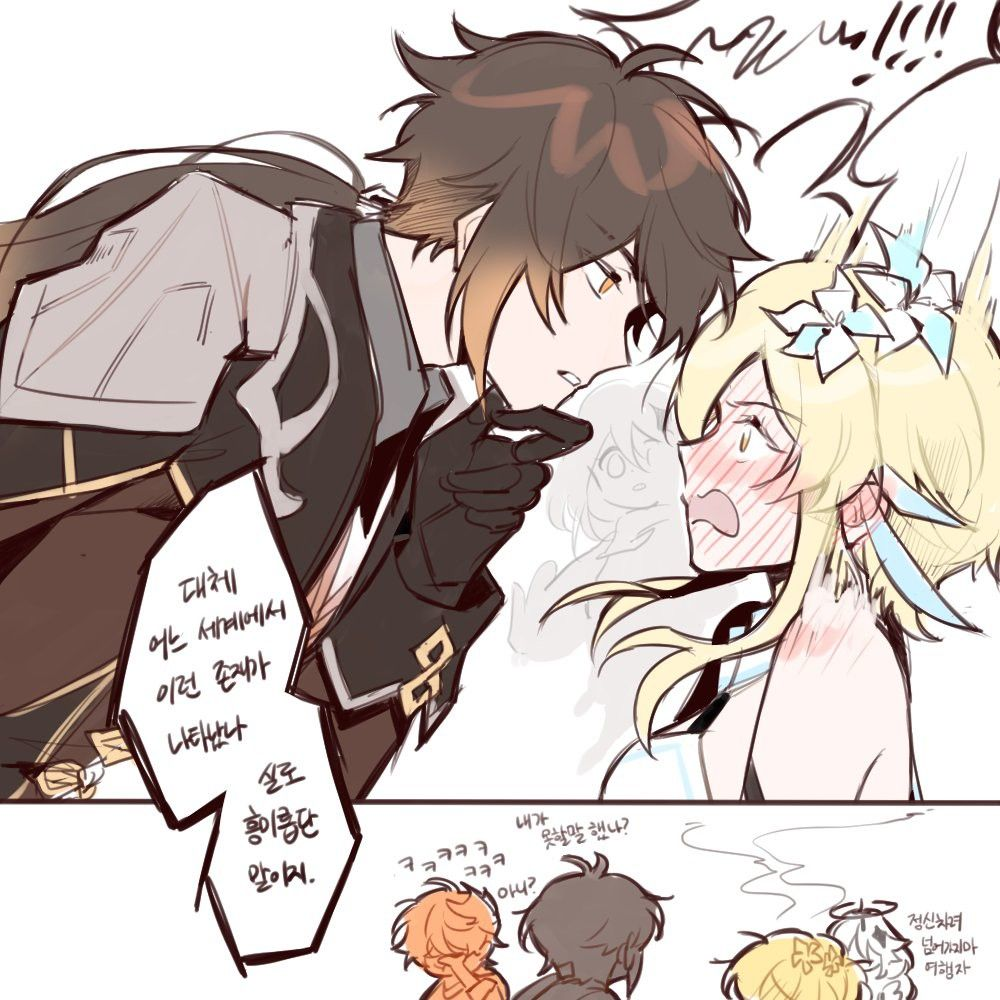 대체
어느 세계에서
이런 존재가
나타났나
실로
흥미롭단
말이지.
내가
못할말 했나?
ㅋㅋㅋㅋㅋ
ㅋㅋㅋ
아니?
정신차려
넘어가지마
여행자